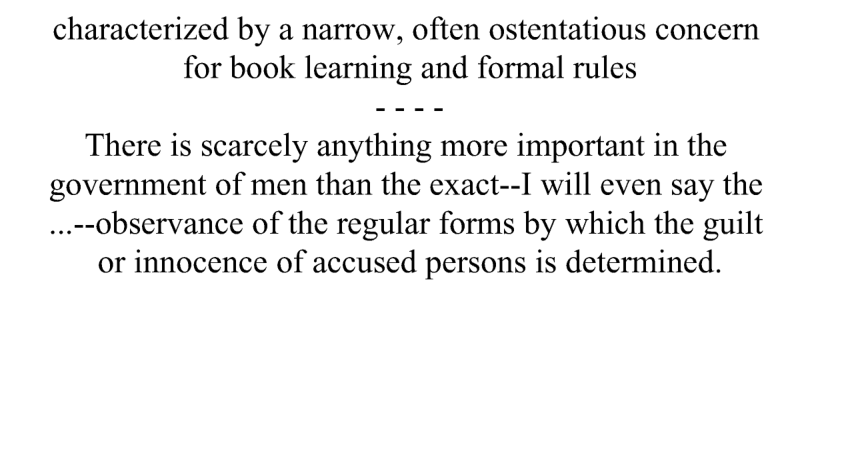 characterized by a narrow, often ostentatious concern
for book learning and formal rules
- - - -
There is scarcely anything more important in the
government of men than the exact--I will even say the
...--observance of the regular forms by which the guilt
or innocence of accused persons is determined.